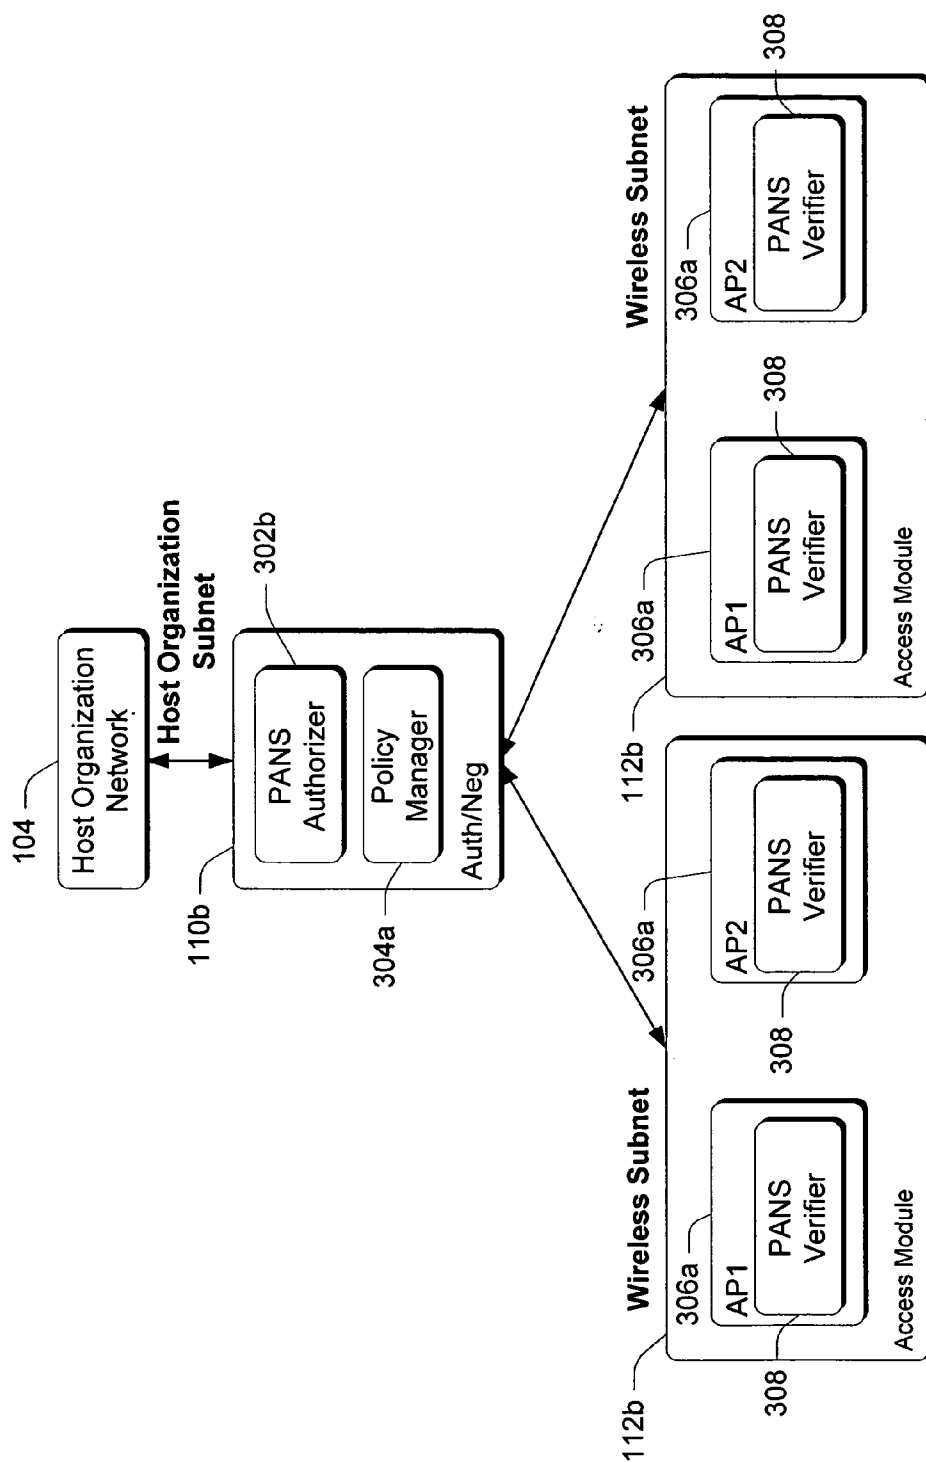 104
Host Organization
Network
Host Organization
Subnet
110b
302b
PANS
Authorizer
Policy
Manager
304a
Auth/Neg
Wireless Subnet
112b
306a
AP1
PANS
Verifier
308
306a
AP2
PANS
Verifier
308
Access Module
Wireless Subnet
112b
306a
AP1
PANS
Verifier
308
306a
AP2
PANS
Verifier
308
Access Module